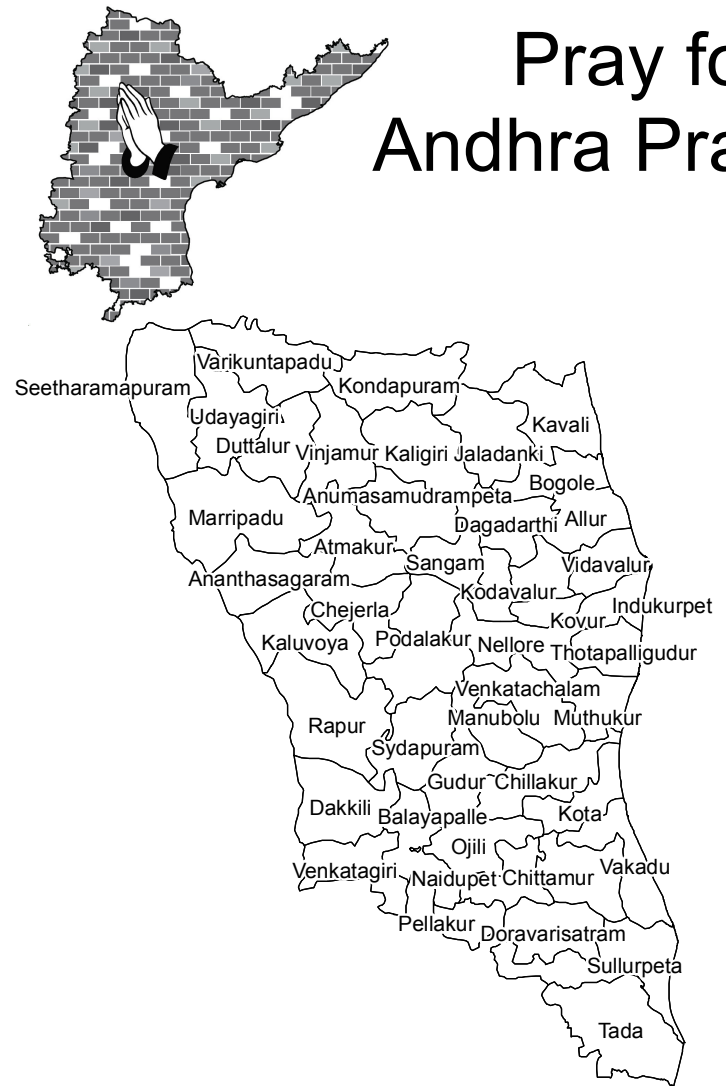 Pray fo
Andhra Pra
Varikuntapadu
Seetharamapuram
Kondapuram
Udayagiri
Kavali
Duttalur
Vinjamur
Kaligiri
Jaladanki
Bogole
Anumasamudrampeta
Marripadu
Dagadarthi
Allur
Atmakur
Sangam
Vidavalur
Ananthasagaram
Kodavalur
Chejerla
Indukurpet
Kovur
Kaluvoya
Podalakur
Nellore
Thotapalligudur
Venkatachalam
Rapur
Manubolu
Muthukur
Sydapuram
Gudur
Chillakur
Dakkili
Balayapalle
Kota
Ojili
Venkatagiri
Naidupet
Chittamur
Vakadu
Pellakur
Doravarisatram
Sullurpeta
Tada